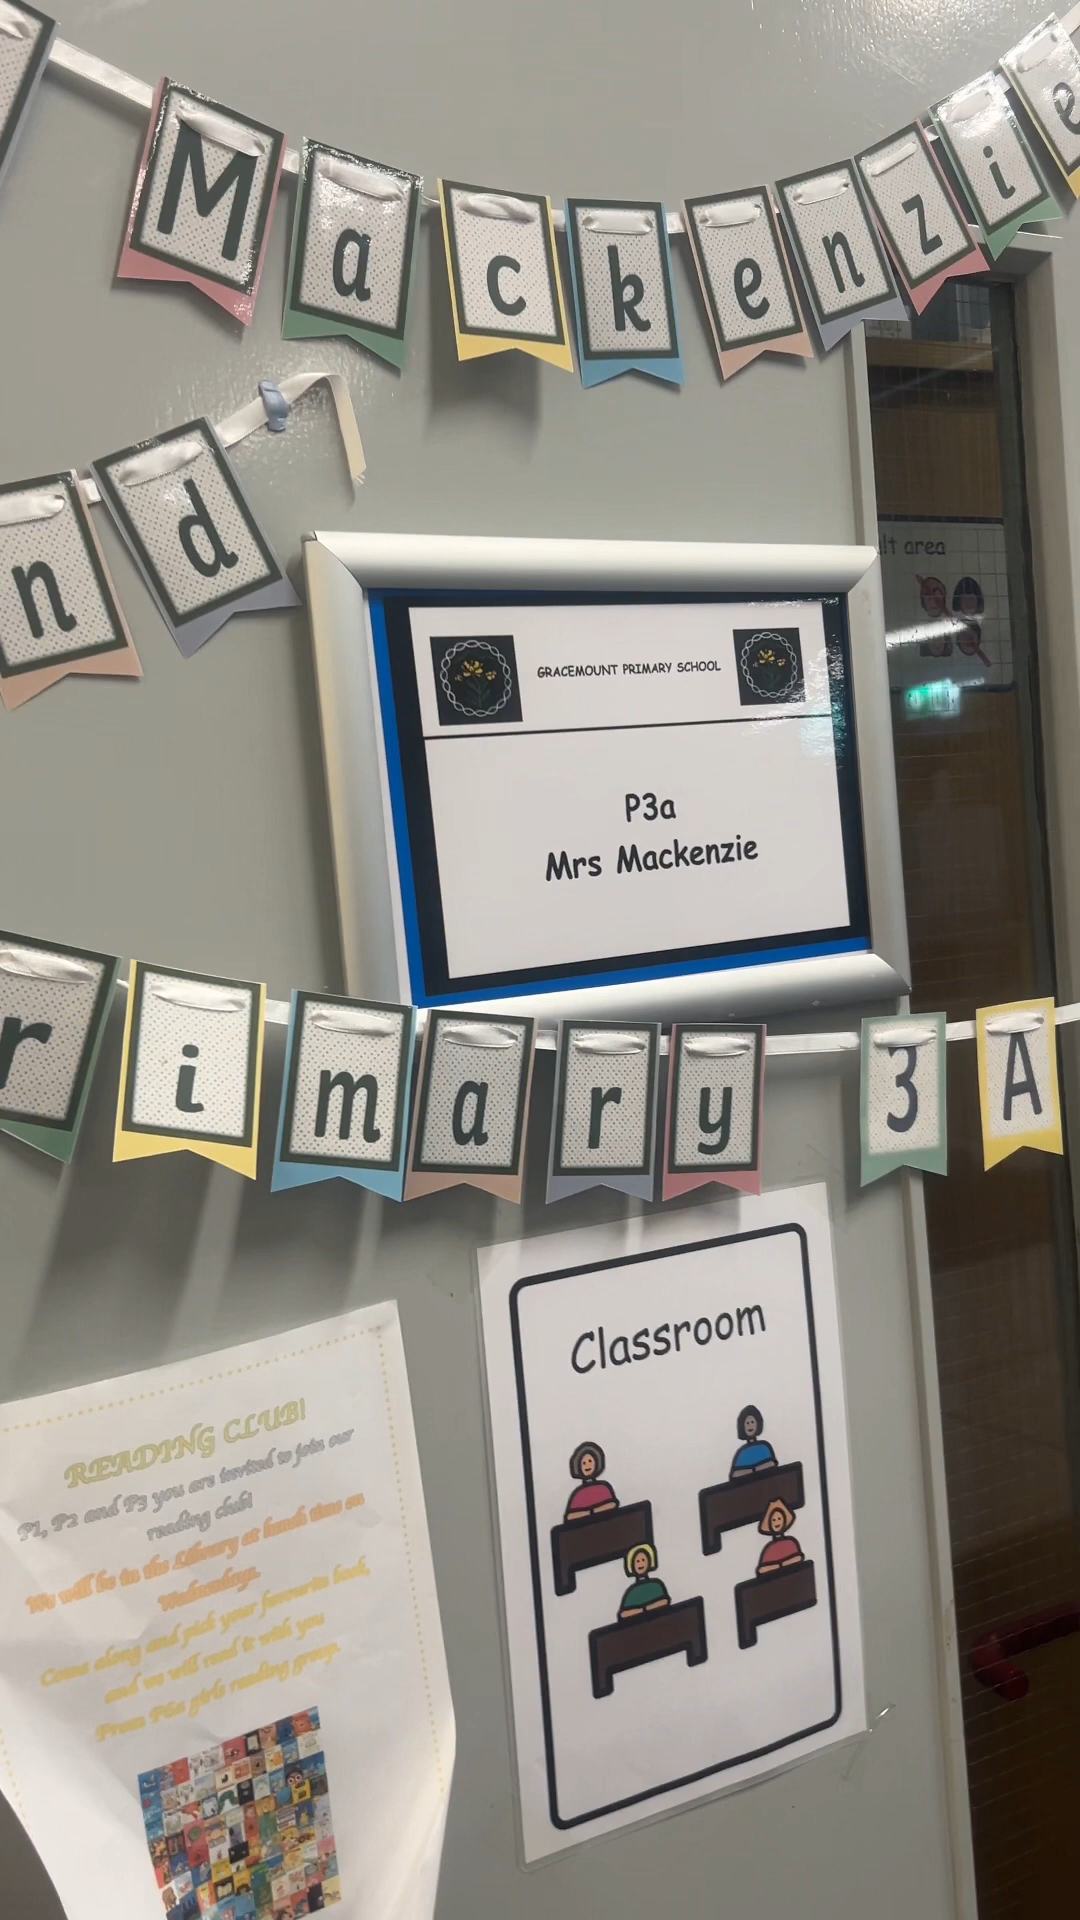 Mackenzie
nd
GRACEMOUNT PRIMARY SCHOOL
P3a
Mrs Mackenzie
rimary 3A
Classroom
READING CLUB!
P1, P2 and P3 you are invited to join our
reading club!
We will be in the Library at lunch time on
Wednesdays.
Come along and pick your favourite book,
and we will read it with you
From P6a girls reading group.
lt area